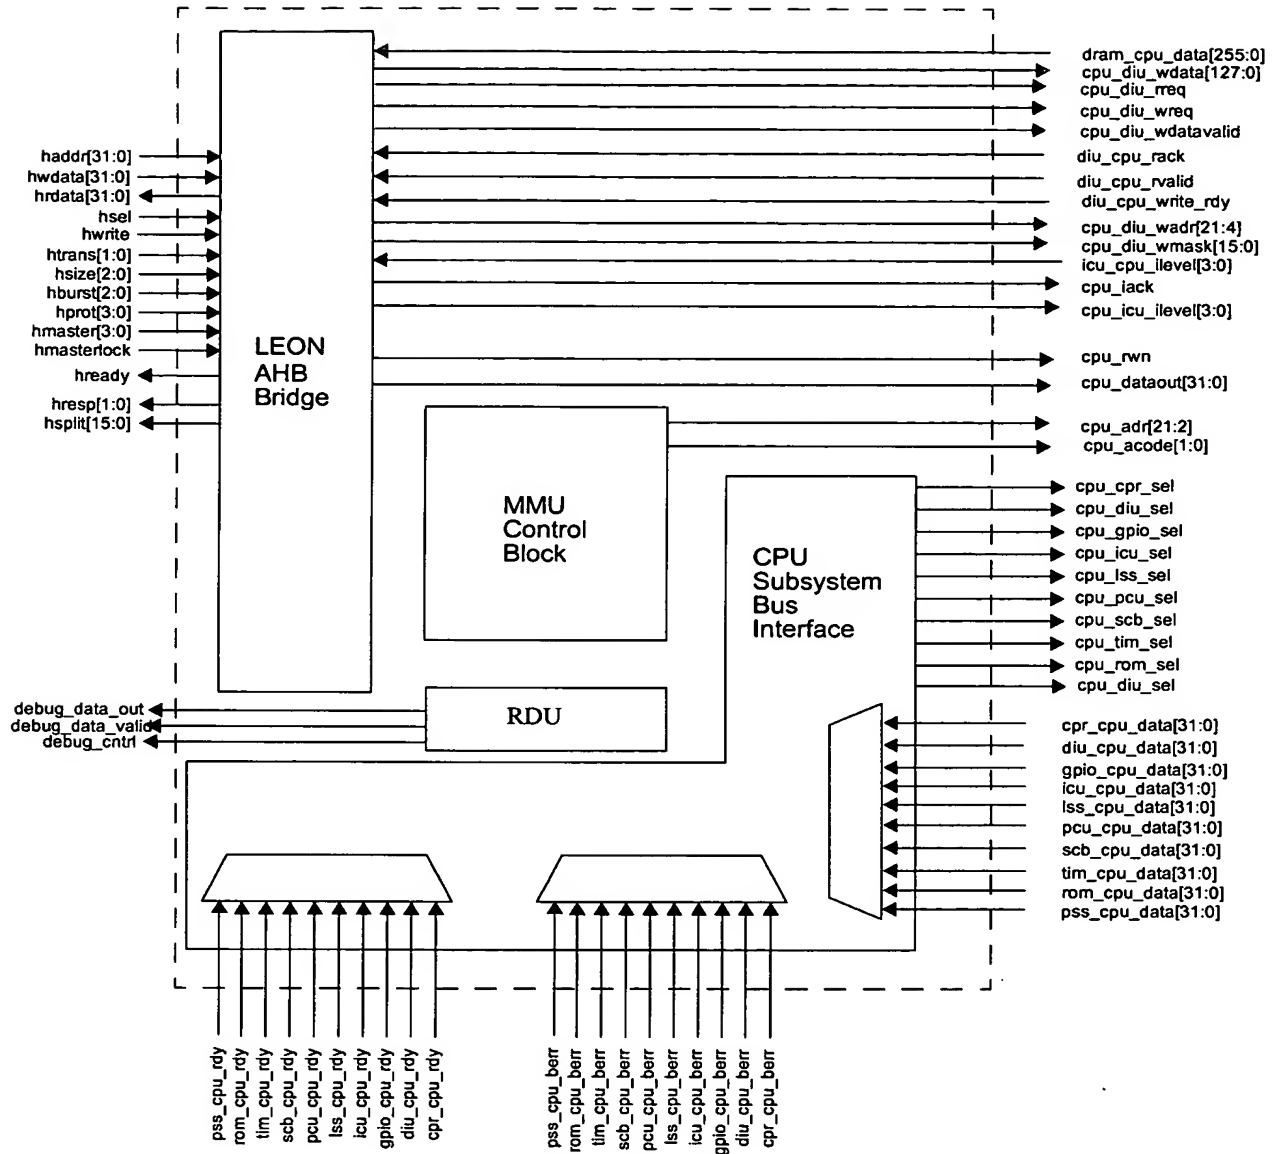 haddr[31:0]
hwdata[31:0]
hrdata[31:0]
hsel
hwrite
htrans[1:0]
hsize[2:0]
hburst[2:0]
hprot[3:0]
hmaster[3:0]
hmasterlock
hready
hresp[1:0]
hsplit[15:0]
LEON
AHB
Bridge
dram_cpu_data[255:0]
cpu_diu_wdata[127:0]
cpu_diu_rreq
cpu_diu_wreq
cpu_diu_wdatavalid
diu_cpu_rack
diu_cpu_rvalid
diu_cpu_write_rdy
cpu_diu_wadr[21:4]
cpu_diu_wmask[15:0]
icu_cpu_ilevel[3:0]
cpu_iack
cpu_icu_ilevel[3:0]
cpu_rwn
cpu_dataout[31:0]
cpu_adr[21:2]
cpu_acode[1:0]
MMU
Control
Block
CPU
Subsystem
Bus
Interface
cpu_cpr_sel
cpu_diu_sel
cpu_gpio_sel
cpu_icu_sel
cpu_lss_sel
cpu_pcu_sel
cpu_scb_sel
cpu_tim_sel
cpu_rom_sel
cpu_diu_sel
debug_data_out
debug_data_valid
debug_cntrl
RDU
cpr_cpu_data[31:0]
diu_cpu_data[31:0]
gpio_cpu_data[31:0]
icu_cpu_data[31:0]
lss_cpu_data[31:0]
pcu_cpu_data[31:0]
scb_cpu_data[31:0]
tim_cpu_data[31:0]
rom_cpu_data[31:0]
pss_cpu_data[31:0]
pss_cpu_rdy
rom_cpu_rdy
tim_cpu_rdy
scb_cpu_rdy
pcu_cpu_rdy
lss_cpu_rdy
icu_cpu_rdy
gpio_cpu_rdy
diu_cpu_rdy
cpr_cpu_rdy
pss_cpu_berr
rom_cpu_berr
tim_cpu_berr
scb_cpu_berr
pcu_cpu_berr
lss_cpu_berr
icu_cpu_berr
gpio_cpu_berr
diu_cpu_berr
cpr_cpu_berr